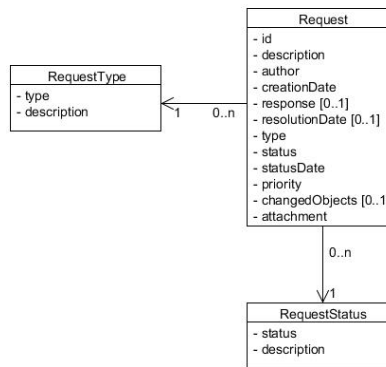 Request
- id
- description
- author
- creationDate
- response [0..1]
- resolutionDate [0..1]
- type
- status
- statusDate
- priority
- changedObjects [0..1
- attachment
RequestType
- type
- description
1
0..n
0..n
1
RequestStatus
- status
- description